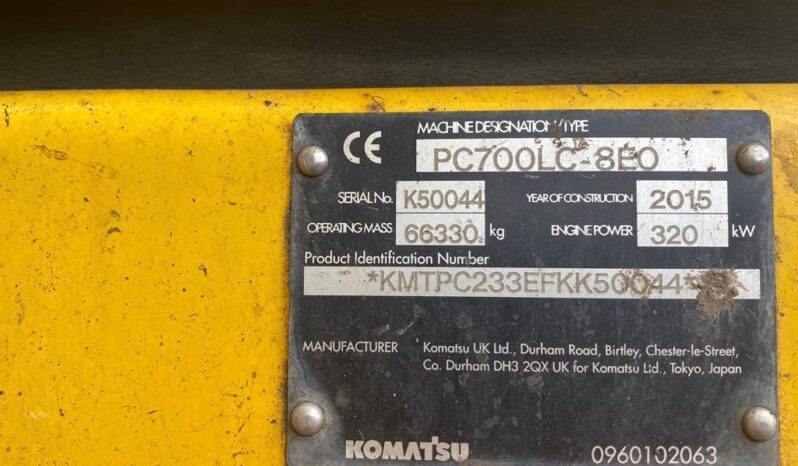 CE
MACHINE DESIGNATION/TYPE
PC700LC-8E0
SERIAL No. K50044 YEAR OF CONSTRUCTION 2015
OPERATING MASS 66330 kg ENGINE POWER 320 kW
Product Identification Number
*KMTPC233EFKK50044*
MANUFACTURER Komatsu UK Ltd., Durham Road, Birtley, Chester-le-Street,
Co. Durham DH3 2QX UK for Komatsu Ltd., Tokyo, Japan
KOMATSU 0960102063